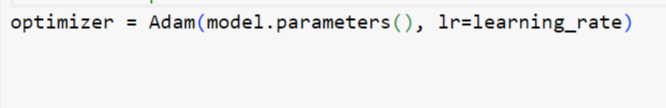 optimizer = Adam(model.parameters(), lr=learning_rate)